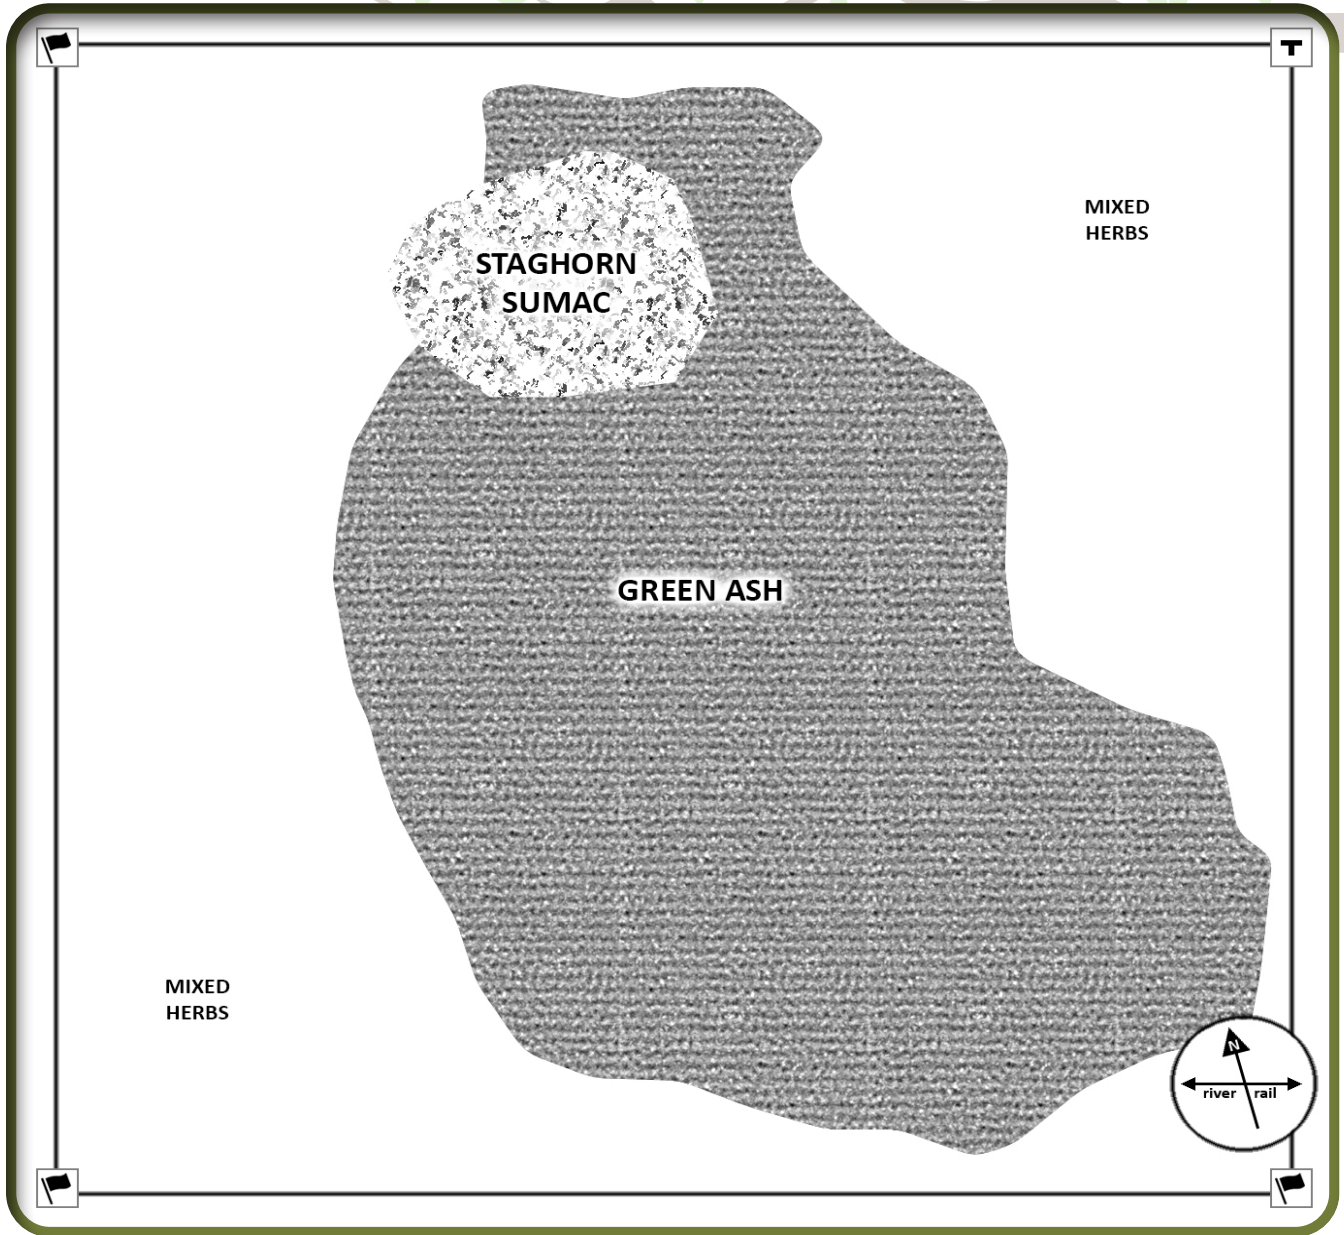 T
MIXED
HERBS
STAGHORN
SUMAC
GREEN ASH
MIXED
HERBS
N
river rail